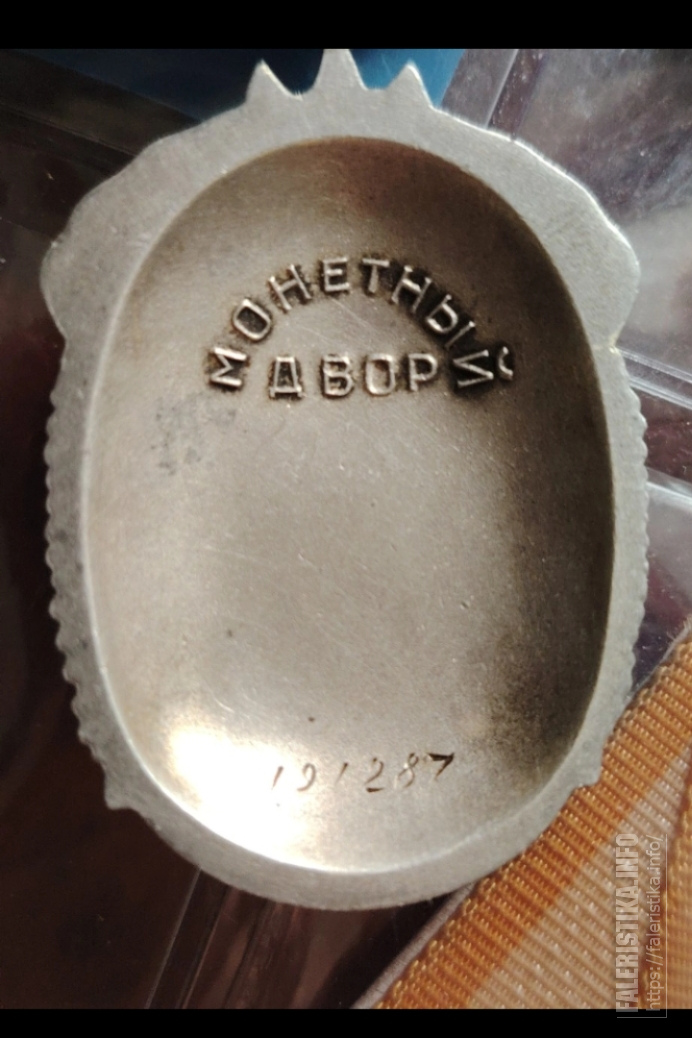 МОНЕТНЫЙ
ДВОР
191287
FALERISTIKA.INFO
https://faleristika.info/